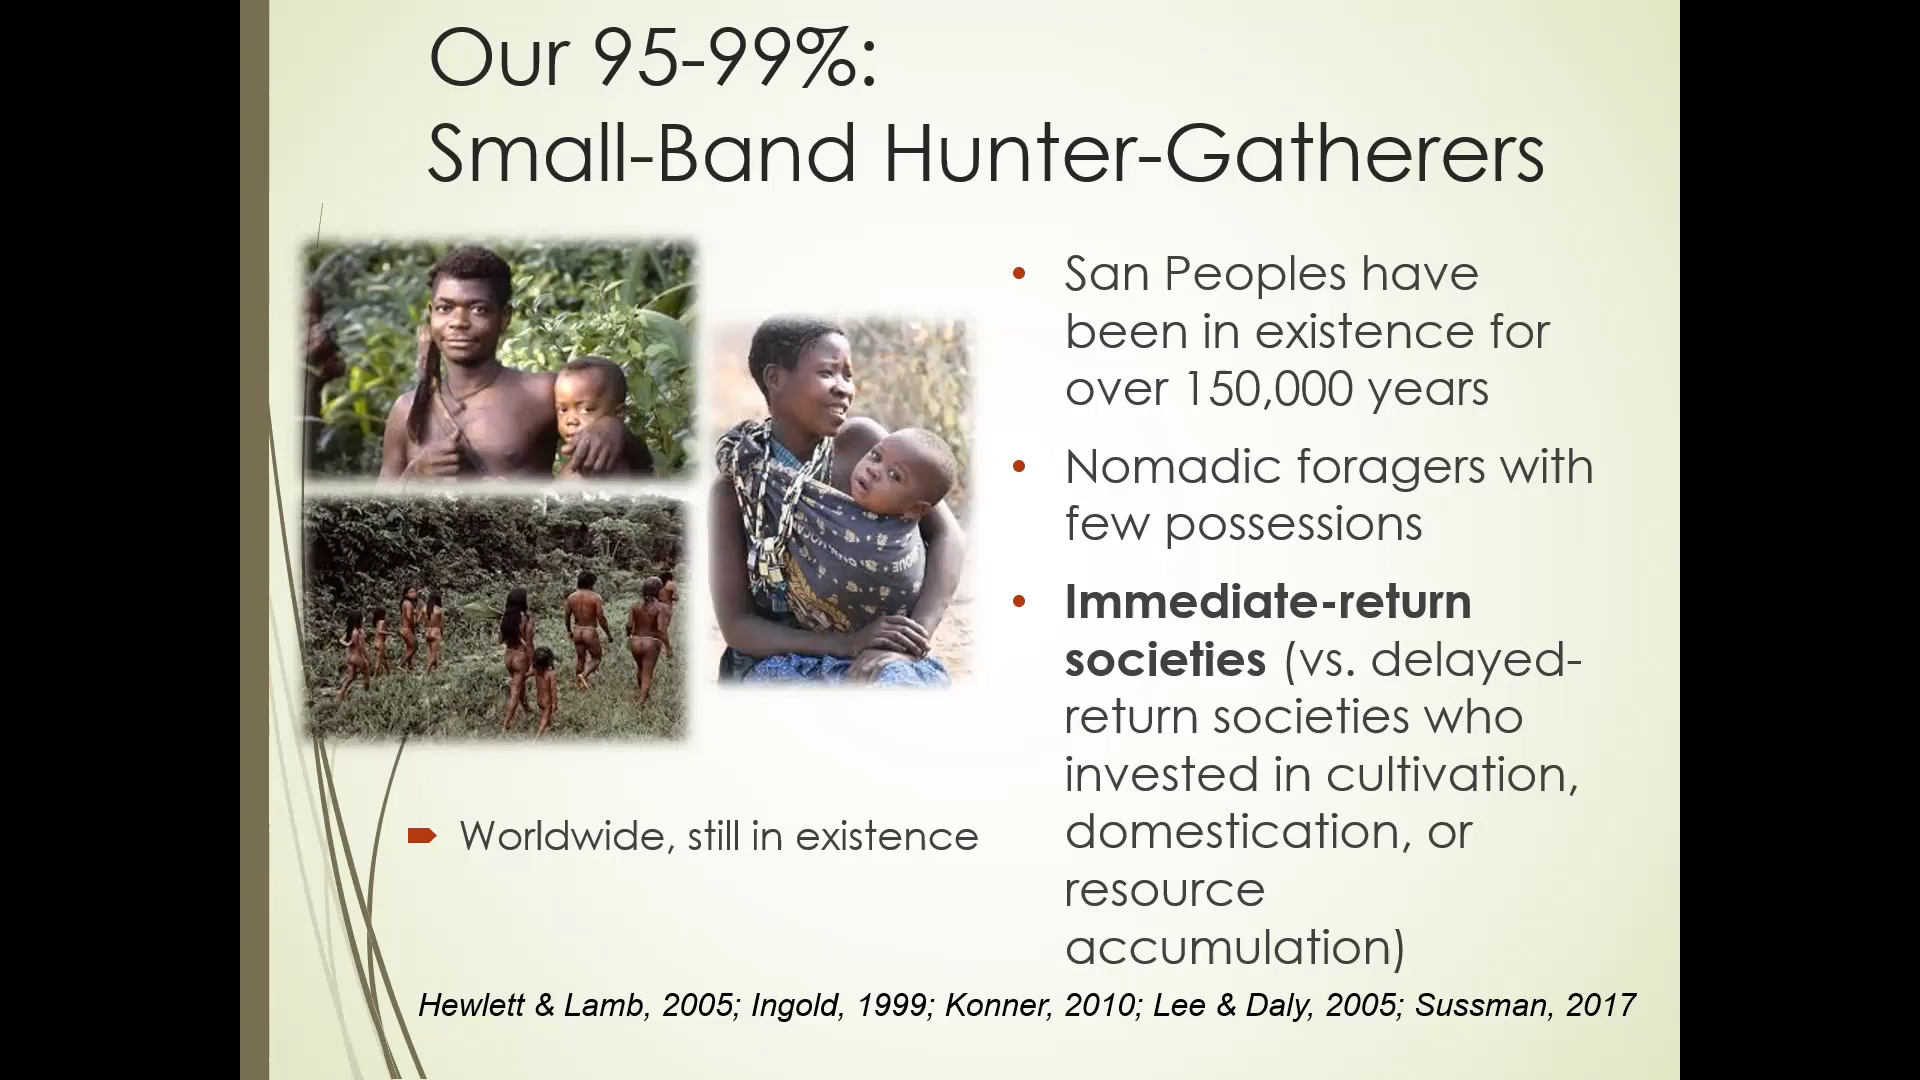 Our 95-99%:
Small-Band Hunter-Gatherers
• San Peoples have
been in existence for
over 150,000 years
• Nomadic foragers with
few possessions
• Immediate-return
societies (vs. delayed-
return societies who
invested in cultivation,
domestication, or
resource
accumulation)
Worldwide, still in existence
Hewlett & Lamb, 2005; Ingold, 1999; Konner, 2010; Lee & Daly, 2005; Sussman, 2017